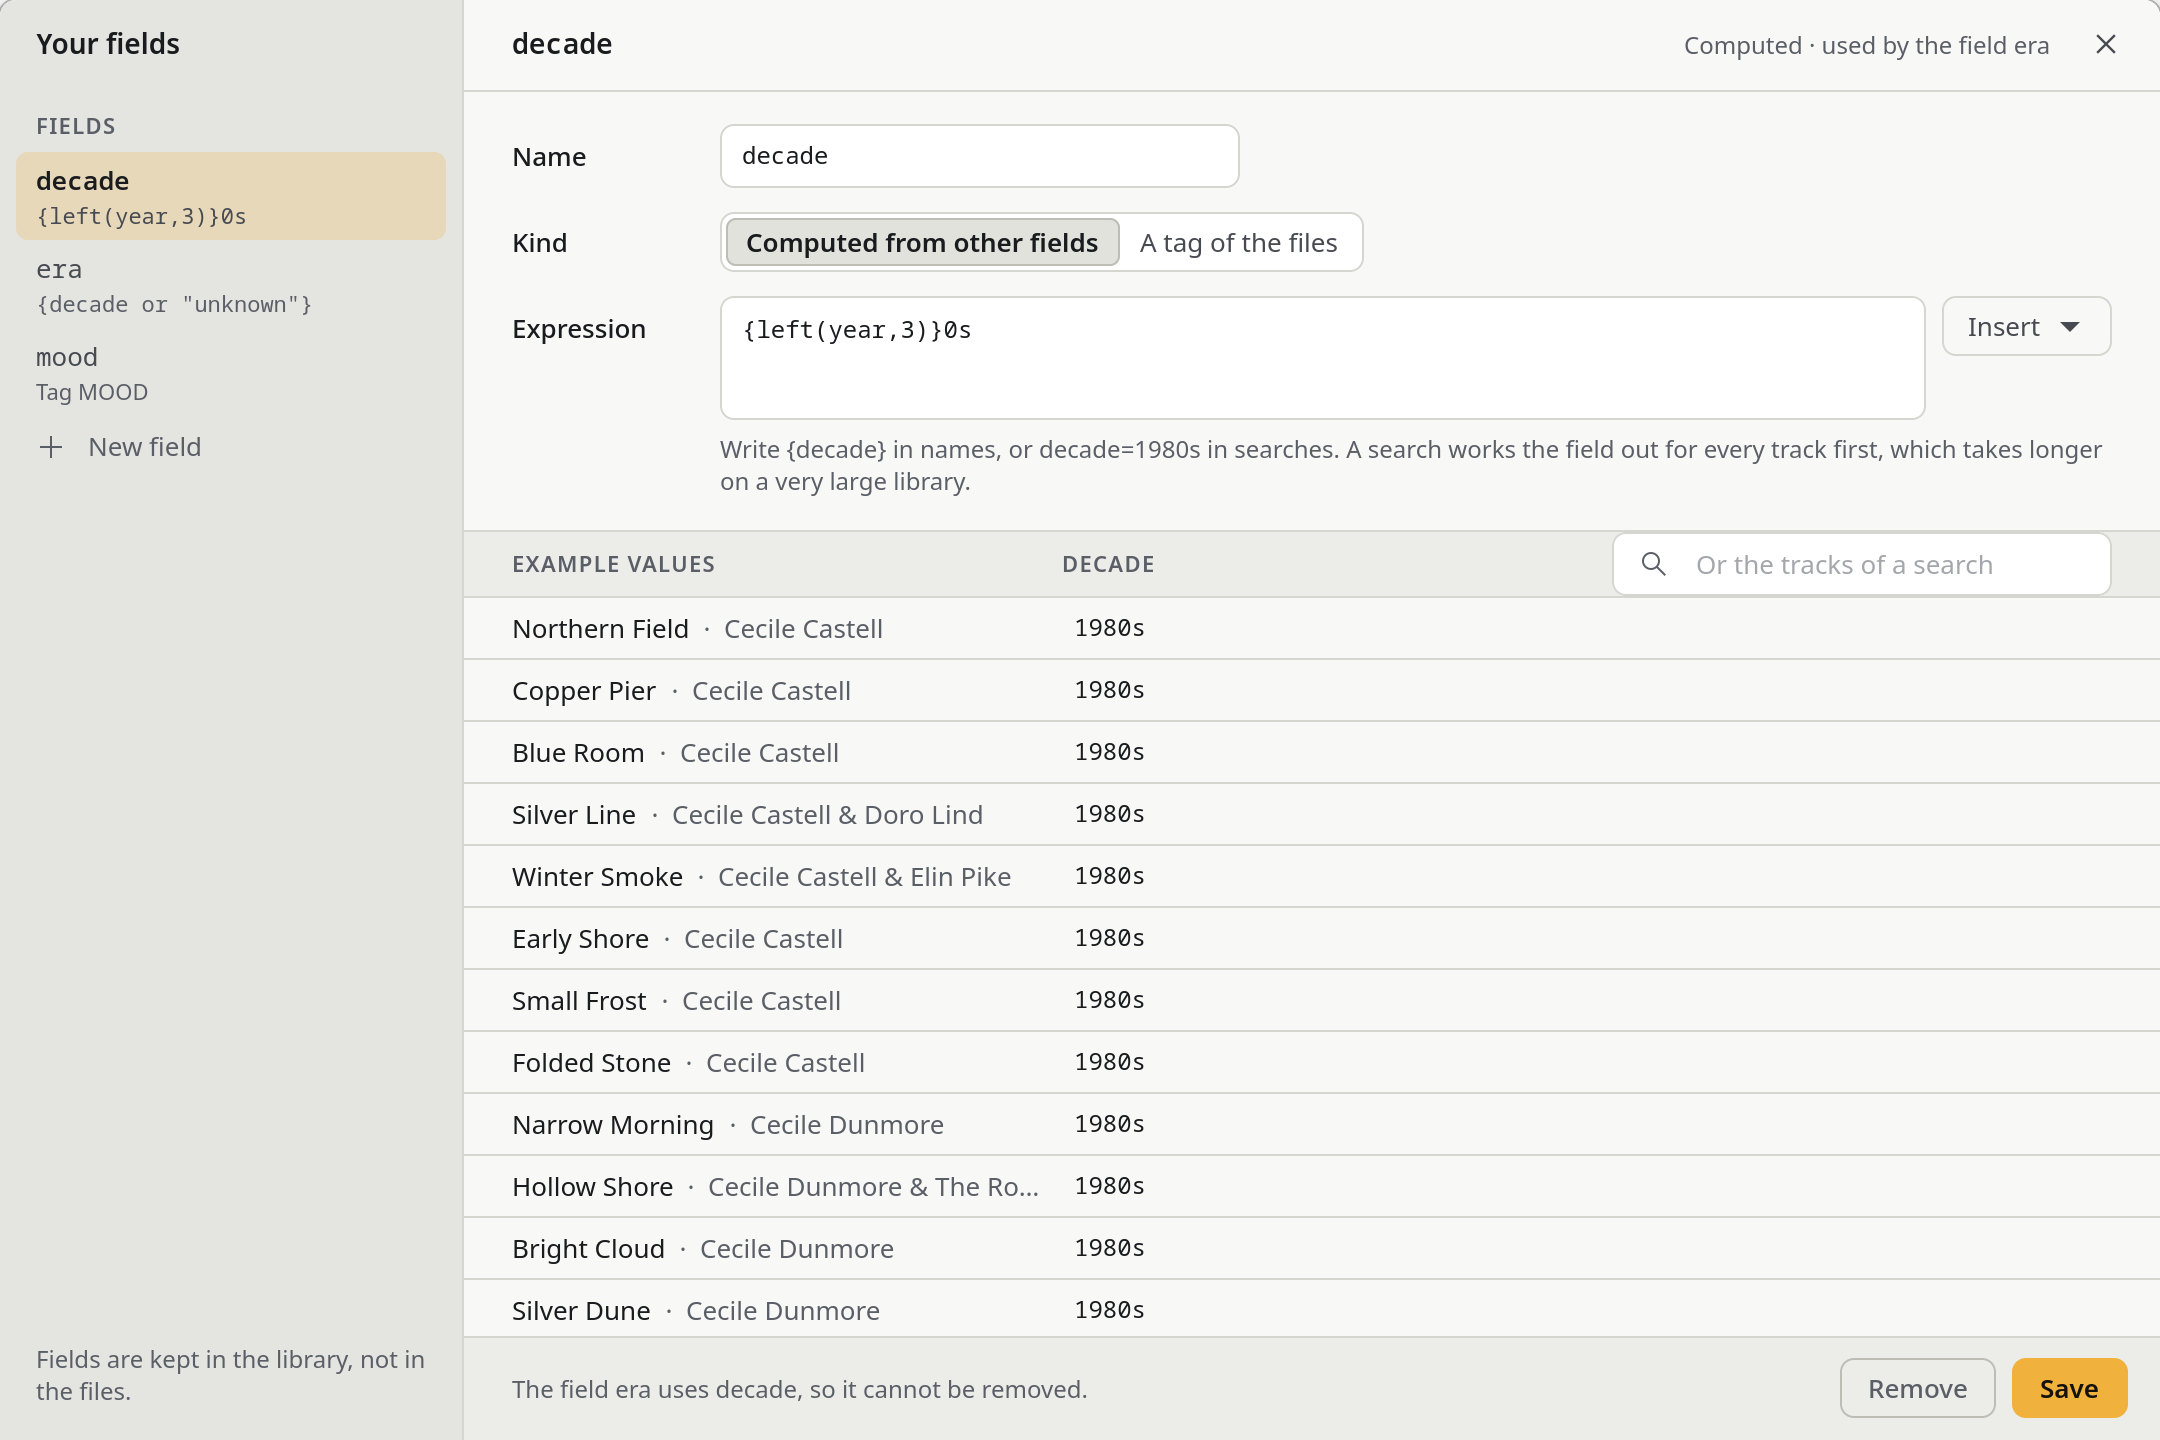 Your fields
FIELDS
decade
{left(year,3)}0s
era
{decade or "unknown"}
mood
Tag MOOD
New field
Fields are kept in the library, not in
the files.
decade
Computed · used by the field era
Name
decade
Kind
Computed from other fields
A tag of the files
Expression
{left(year,3)}0s
Insert
Write {decade} in names, or decade=1980s in searches. A search works the field out for every track first, which takes longer
on a very large library.
EXAMPLE VALUES
DECADE
Or the tracks of a search
Northern Field · Cecile Castell 1980s
Copper Pier · Cecile Castell 1980s
Blue Room · Cecile Castell 1980s
Silver Line · Cecile Castell & Doro Lind 1980s
Winter Smoke · Cecile Castell & Elin Pike 1980s
Early Shore · Cecile Castell 1980s
Small Frost · Cecile Castell 1980s
Folded Stone · Cecile Castell 1980s
Narrow Morning · Cecile Dunmore 1980s
Hollow Shore · Cecile Dunmore & The Ro... 1980s
Bright Cloud · Cecile Dunmore 1980s
Silver Dune · Cecile Dunmore 1980s
The field era uses decade, so it cannot be removed.
Remove
Save